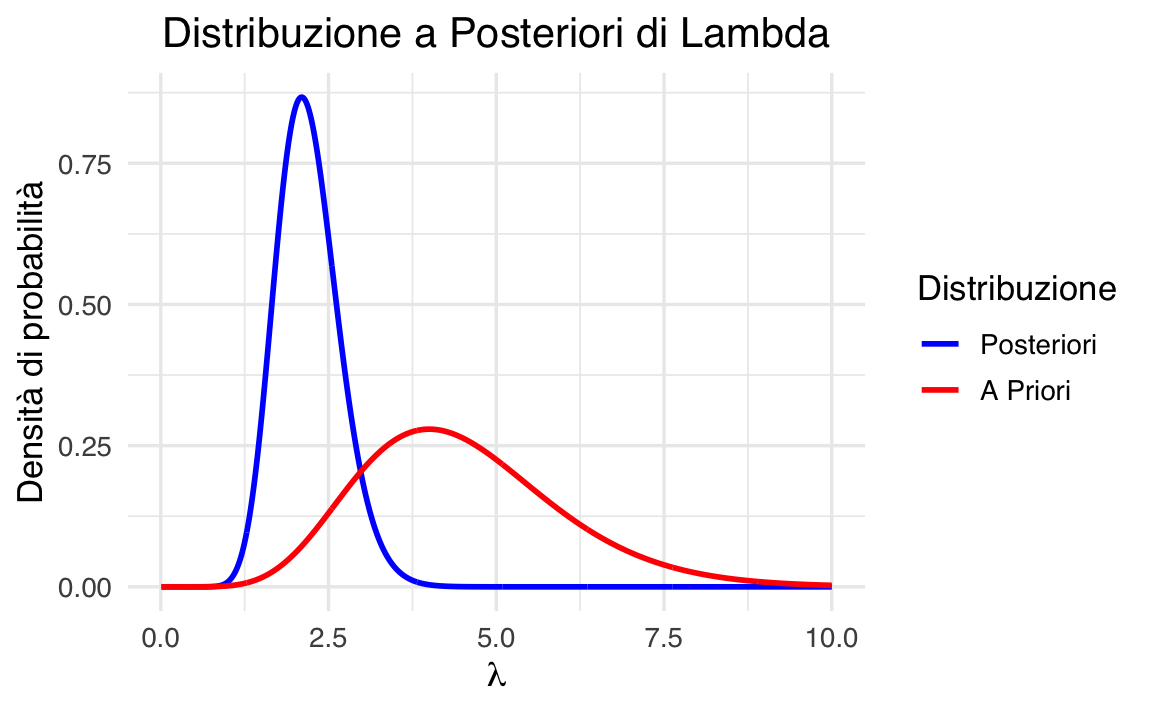 Distribuzione a Posteriori di Lambda
Densità di probabilità
0.75
0.50
0.25
0.00
0.0
2.5
5.0
7.5
10.0
λ
Distribuzione
Posteriori
A Priori